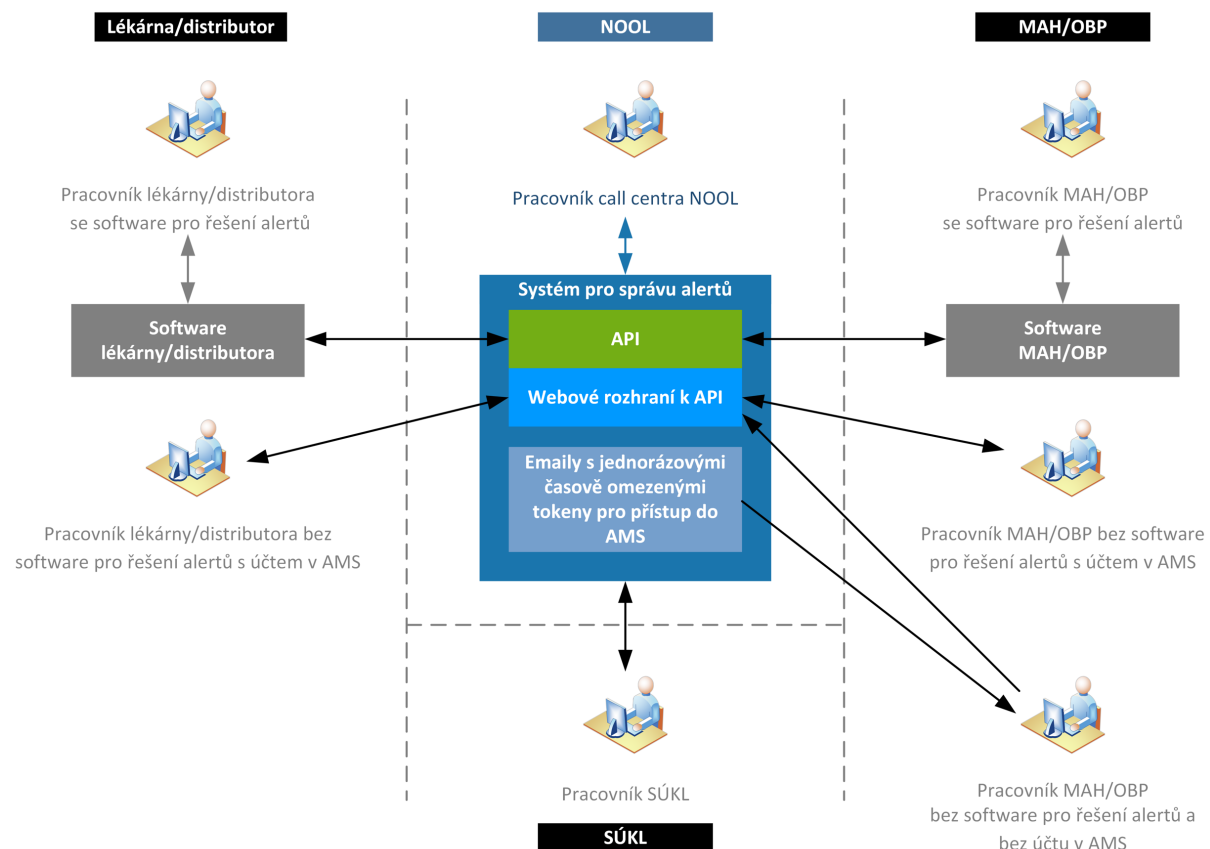 Lékárna/distributor
NOOL
MAH/OBP
Pracovník lékárny/distributora
se software pro řešení alertů
Pracovník call centra NOOL
Pracovník MAH/OBP
se software pro řešení alertů
Systém pro správu alertů
Software
lékárny/distributora
API
Software
MAH/OBP
Webové rozhraní k API
Emaily s jednorázovými
časově omezenými
tokeny pro přístup do
AMS
Pracovník lékárny/distributora bez
software pro řešení alertů s účtem v AMS
Pracovník MAH/OBP bez software
pro řešení alertů s účtem v AMS
Pracovník SÚKL
SÚKL
Pracovník MAH/OBP
bez software pro řešení alertů a
bez účtu v AMS